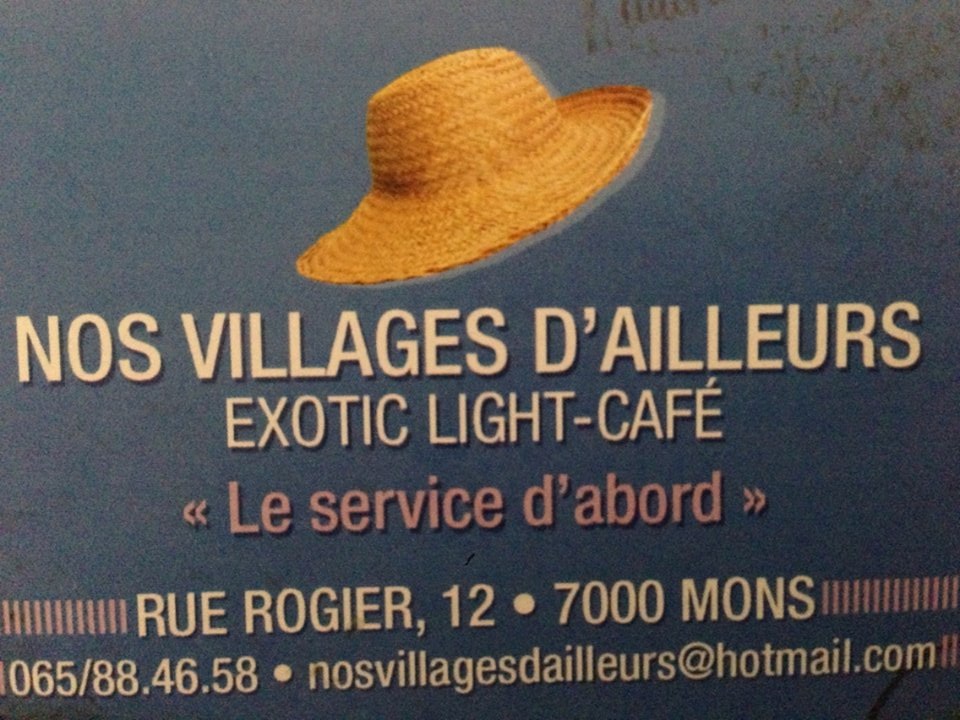 NOS VILLAGES D'AILLEURS
EXOTIC LIGHT-CAFÉ
« Le service d'abord »
RUE ROGIER, 12 • 7000 MONS
065/88.46.58 • nosvillagesdailleurs@hotmail.com